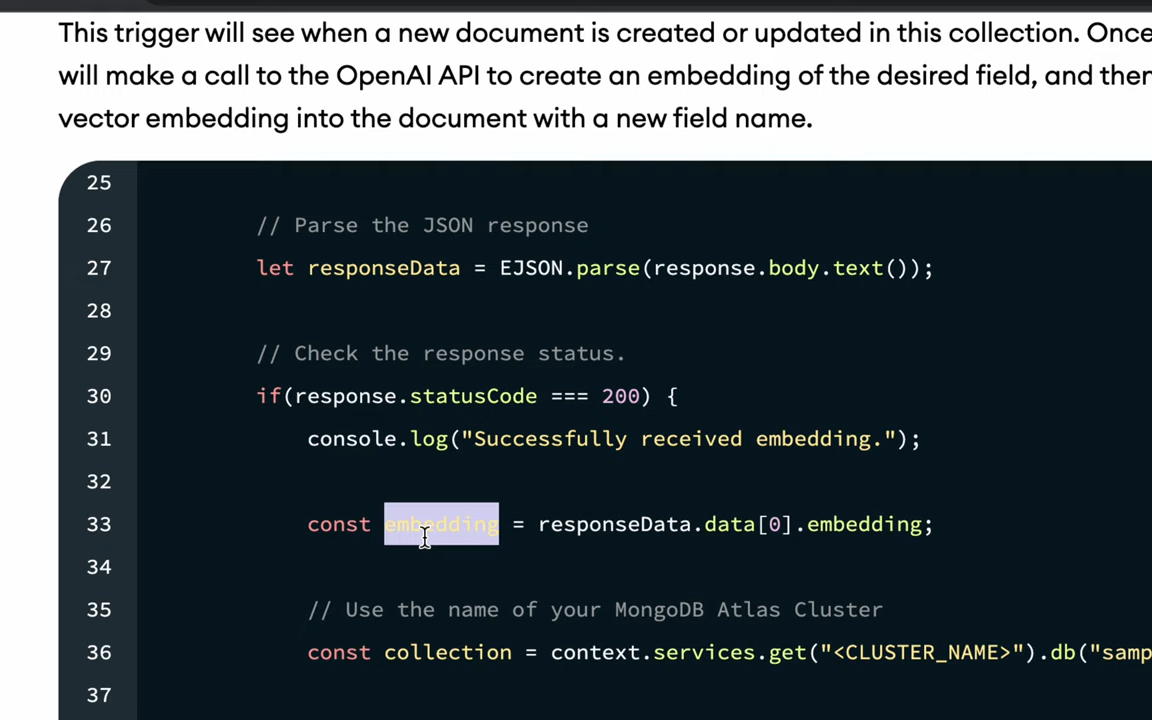 This trigger will see when a new document is created or updated in this collection. Once
will make a call to the OpenAI API to create an embedding of the desired field, and then
vector embedding into the document with a new field name.
25
26 // Parse the JSON response
27 let responseData = EJSON.parse(response.body.text());
28
29 // Check the response status.
30 if(response.statusCode === 200) {
31 console.log("Successfully received embedding.");
32
33 const embedding = responseData.data[0].embedding;
34
35 // Use the name of your MongoDB Atlas Cluster
36 const collection = context.services.get("<CLUSTER_NAME>").db("samp
37